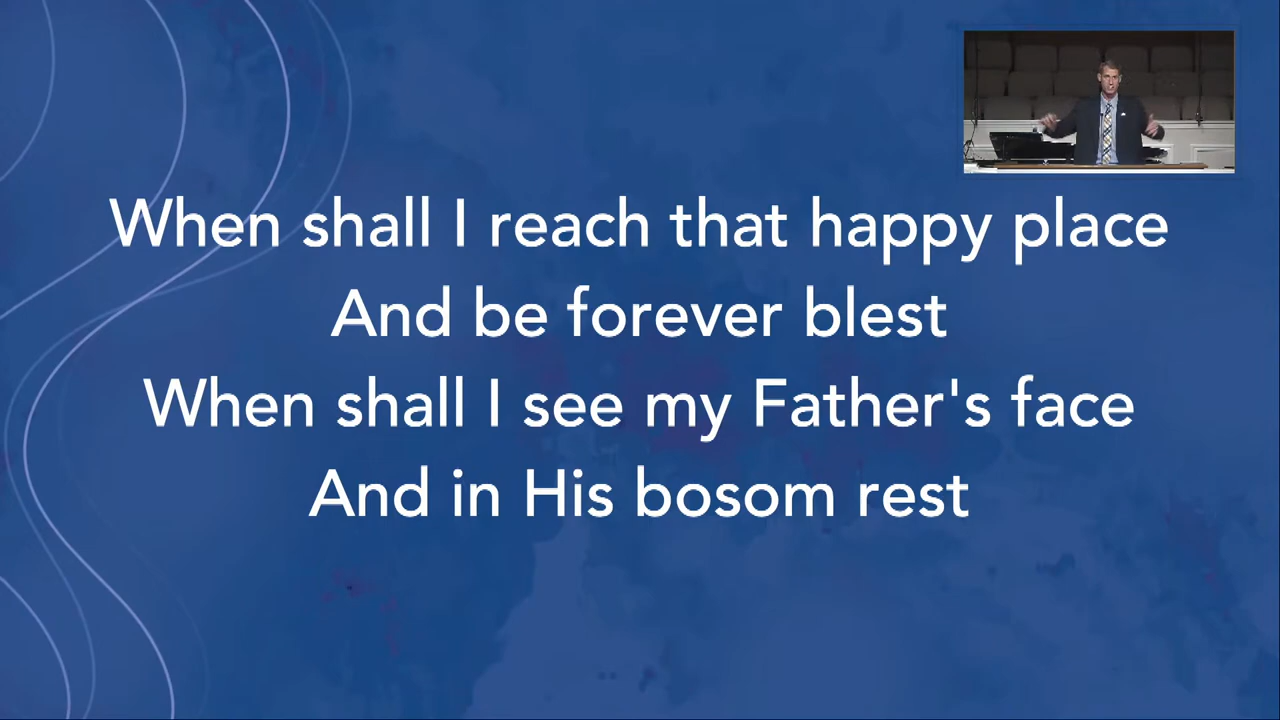 When shall I reach that happy place
And be forever blest
When shall I see my Father's face
And in His bosom rest